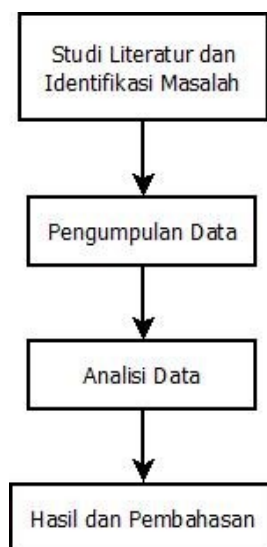 Studi Literatur dan
Identifikasi Masalah
Pengumpulan Data
Analisi Data
Hasil dan Pembahasan